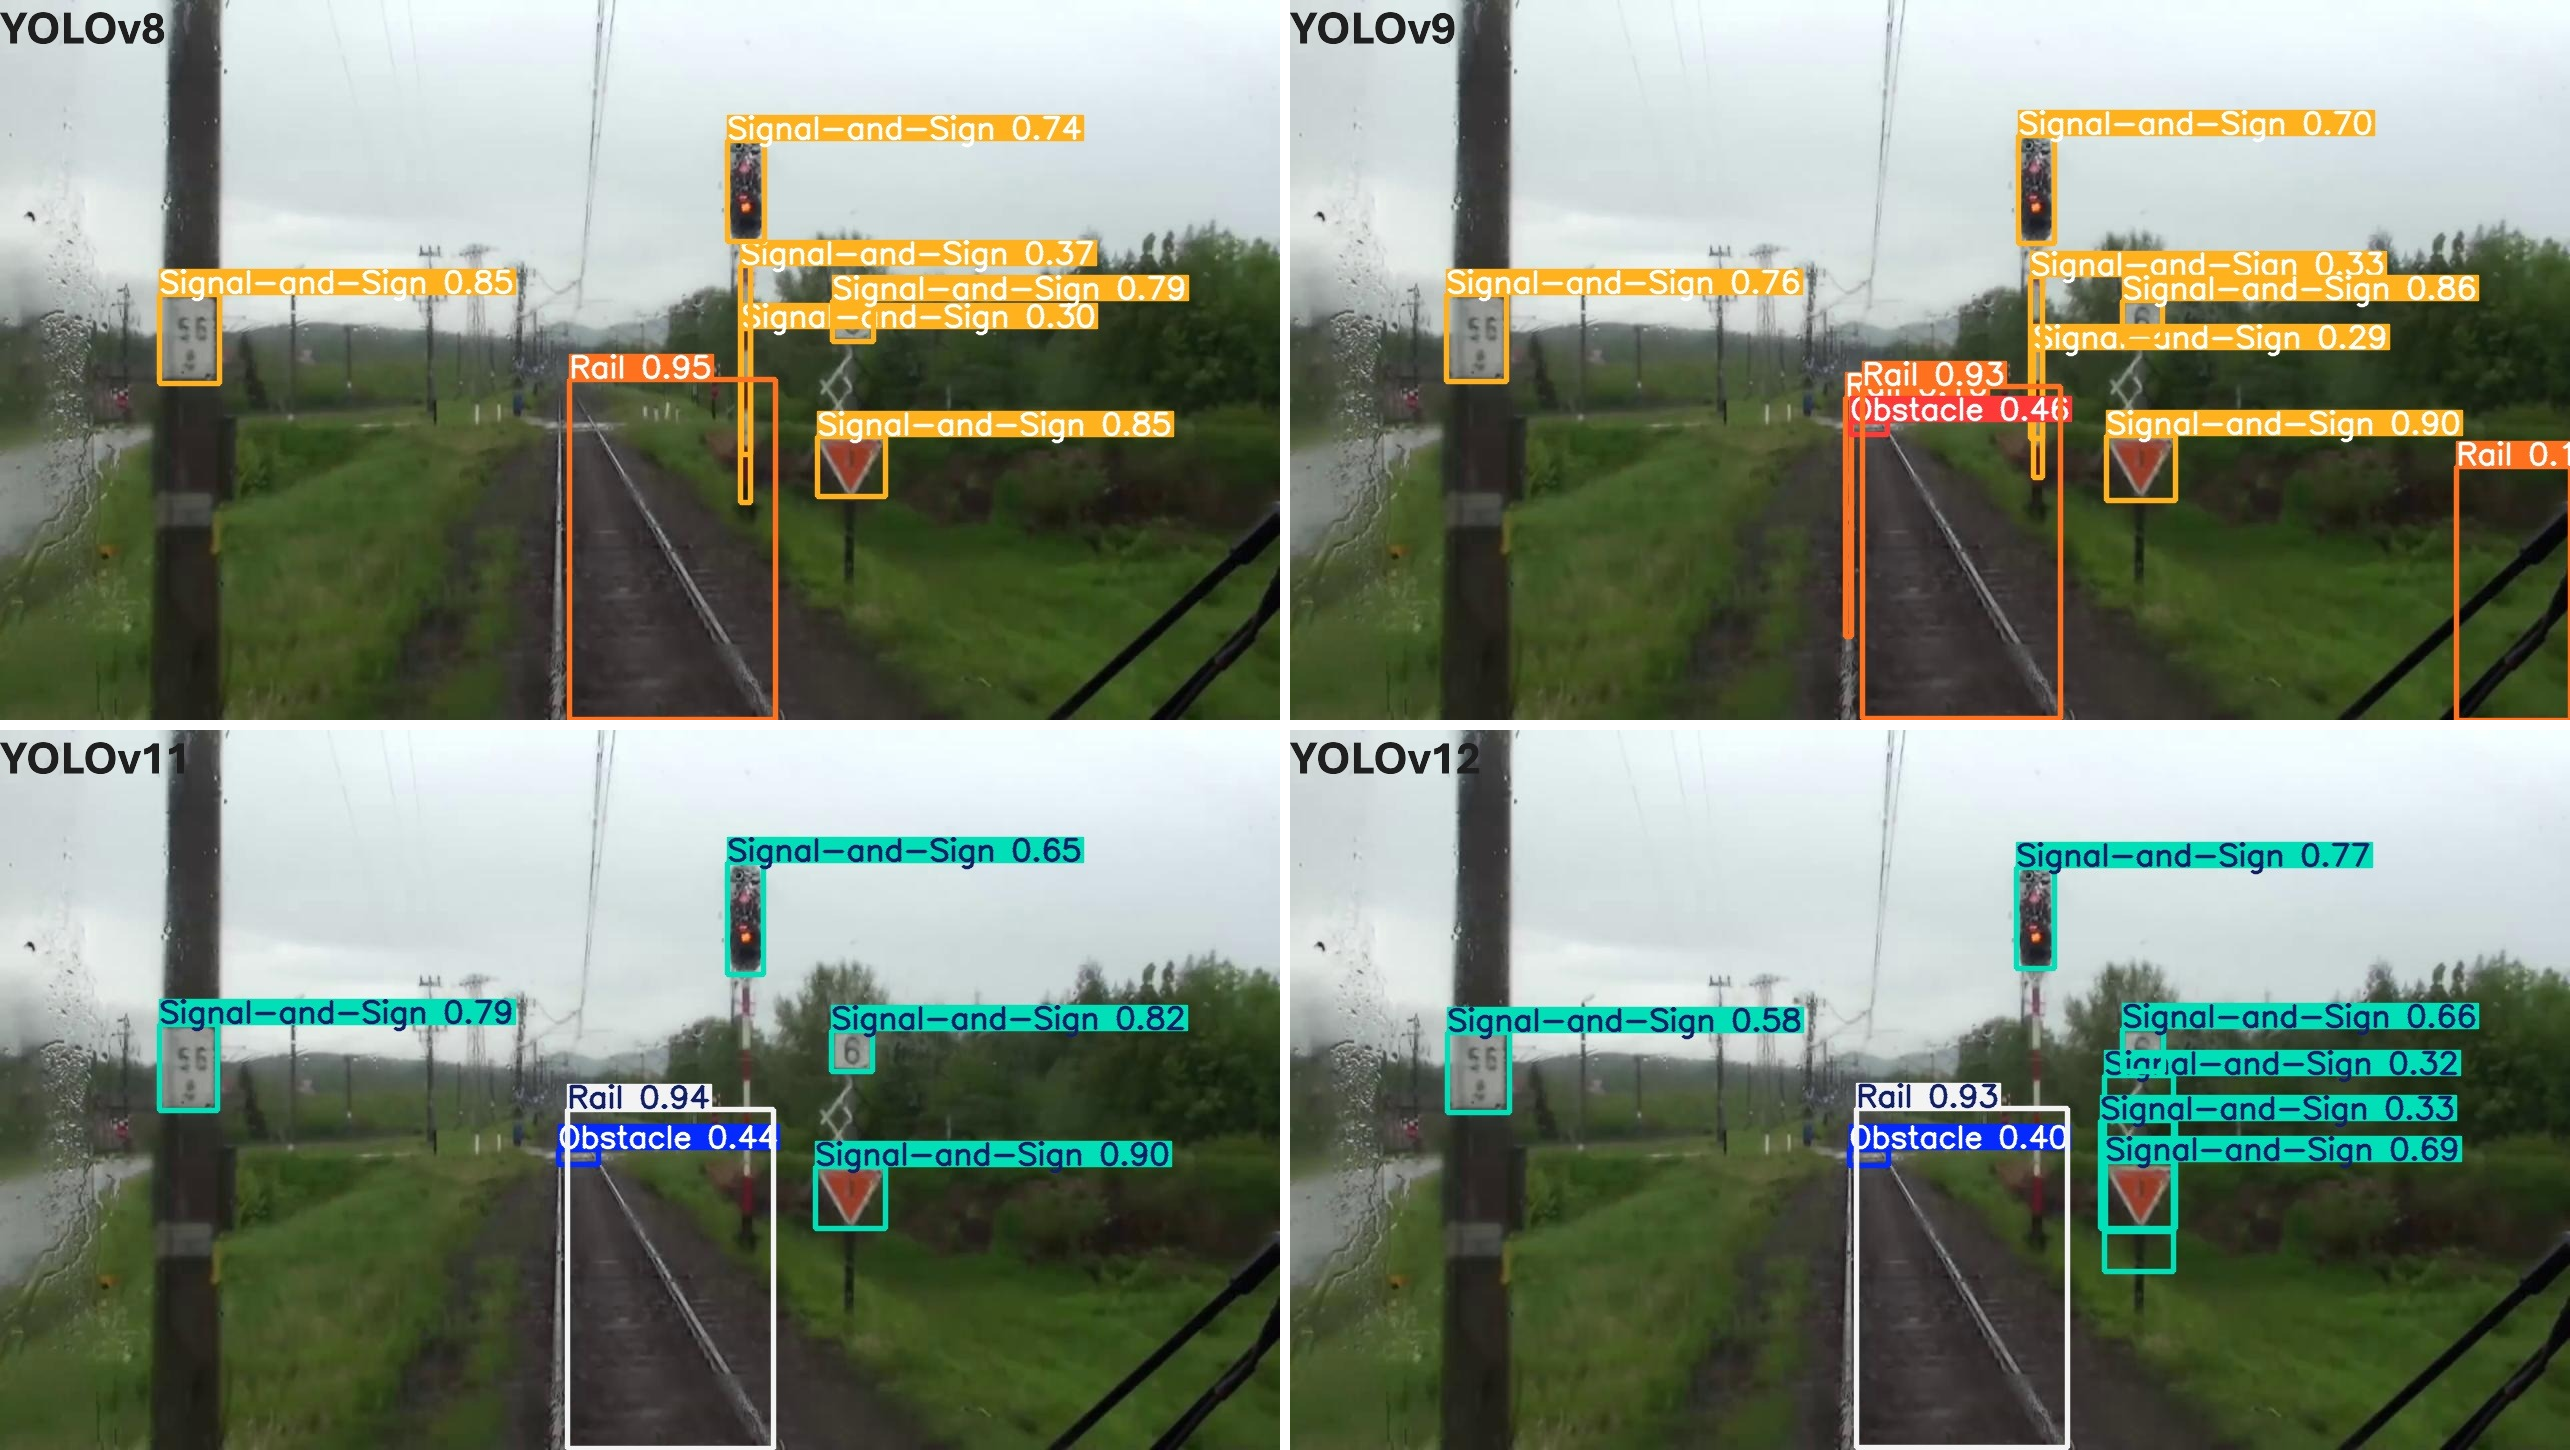 YOLOv8
Signal-and-Sign 0.74
Signal-and-Sign 0.37
Signal-and-Sign 0.85
Signal-and-Sign 0.79
Signal-and-Sign 0.30
Rail 0.95
Signal-and-Sign 0.85
YOLOv9
Signal-and-Sign 0.70
Signal-and-Sign 0.33
Signal-and-Sign 0.76
Signal-and-Sign 0.86
6
Signal-and-Sign 0.29
Rail 0.93
Obstacle 0.46
Signal-and-Sign 0.90
Rail 0.1
YOLOv11
Signal-and-Sign 0.65
Signal-and-Sign 0.79
Signal-and-Sign 0.82
6
Rail 0.94
Obstacle 0.44
Signal-and-Sign 0.90
YOLOv12
Signal-and-Sign 0.77
Signal-and-Sign 0.58
Signal-and-Sign 0.66
Signal-and-Sign 0.32
Rail 0.93
Signal-and-Sign 0.33
Obstacle 0.40
Signal-and-Sign 0.69